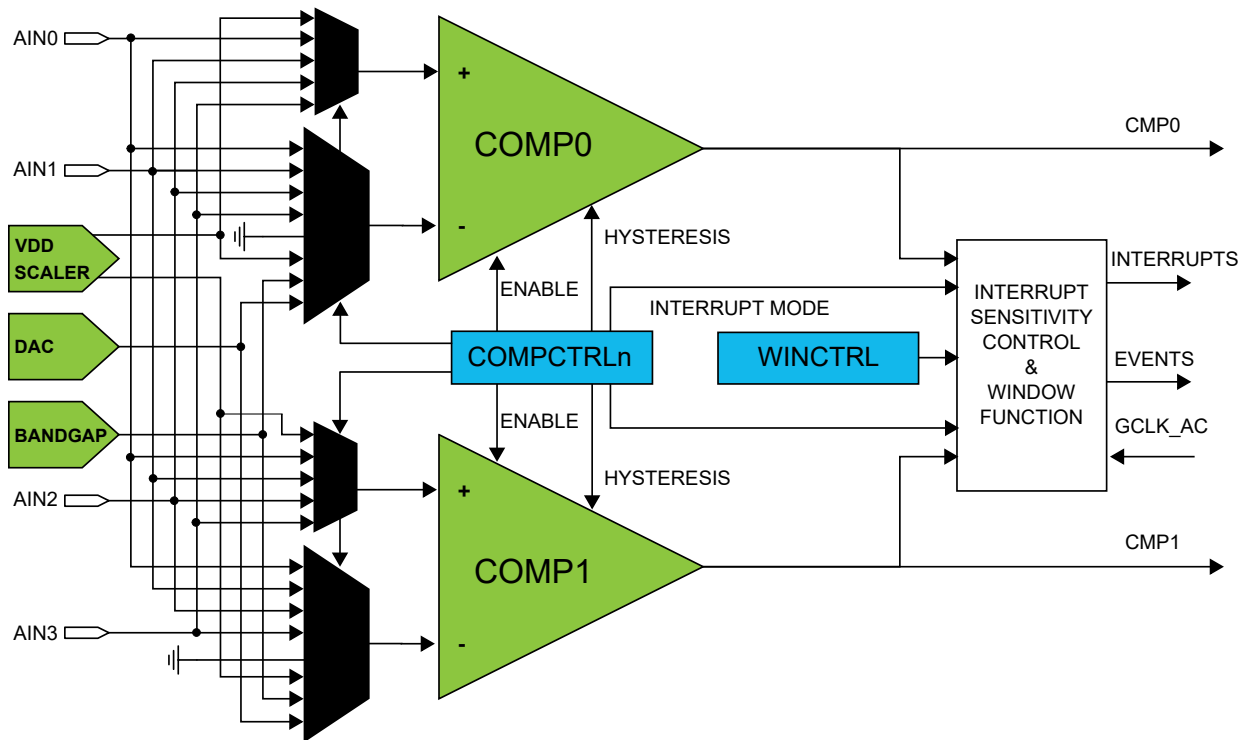 AIN0
+
COMP0
-
CMP0
AIN1
VDD
SCALER
HYSTERESIS
ENABLE
INTERRUPT MODE
INTERRUPT
SENSITIVITY
CONTROL
&
WINDOW
FUNCTION
INTERRUPTS
EVENTS
GCLK_AC
DAC
COMPCTRLn
WINCTRL
BANDGAP
ENABLE
HYSTERESIS
AIN2
+
COMP1
-
CMP1
AIN3